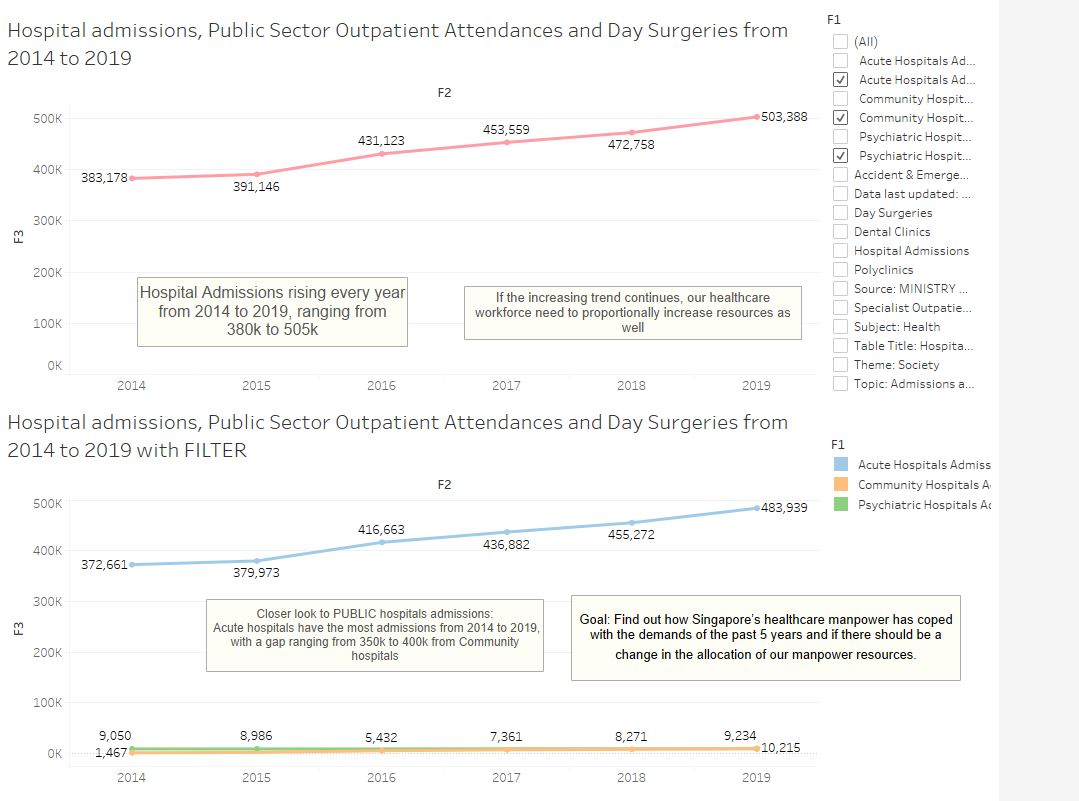 Hospital admissions, Public Sector Outpatient Attendances and Day Surgeries from
2014 to 2019
F2
500K
400K
300K
200K
100K
0K
F3
383,178
391,146
431,123
453,559
472,758
503,388
Hospital Admissions rising every year
from 2014 to 2019, ranging from
380k to 505k
If the increasing trend continues, our healthcare
workforce need to proportionally increase resources as
well
2014
2015
2016
2017
2018
2019
F1
(All)
Acute Hospitals Ad...
Acute Hospitals Ad...
Community Hospit...
Community Hospit...
Psychiatric Hospit...
Psychiatric Hospit...
Accident & Emerge...
Data last updated: ...
Day Surgeries
Dental Clinics
Hospital Admissions
Polyclinics
Source: MINISTRY ...
Specialist Outpatie...
Subject: Health
Table Title: Hospita...
Theme: Society
Topic: Admissions a...
Hospital admissions, Public Sector Outpatient Attendances and Day Surgeries from
2014 to 2019 with FILTER
F2
500K
400K
300K
200K
100K
0K
F3
372,661
379,973
416,663
436,882
455,272
483,939
Closer look to PUBLIC hospitals admissions:
Acute hospitals have the most admissions from 2014 to 2019,
with a gap ranging from 350k to 400k from Community
hospitals
Goal: Find out how Singapore's healthcare manpower has coped
with the demands of the past 5 years and if there should be a
change in the allocation of our manpower resources.
9,050
1,467
8,986
5,432
7,361
8,271
9,234
10,215
2014
2015
2016
2017
2018
2019
F1
Acute Hospitals Admiss
Community Hospitals A
Psychiatric Hospitals Ac